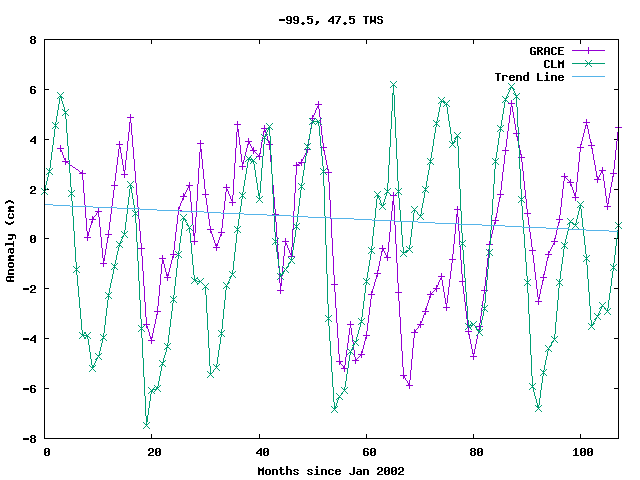 -99.5, 47.5 TWS
8
GRACE
CLM
Trend Line
6
4
2
0
-2
-4
-6
-8
Anomaly (cm)
0 20 40 60 80 100
Months since Jan 2002